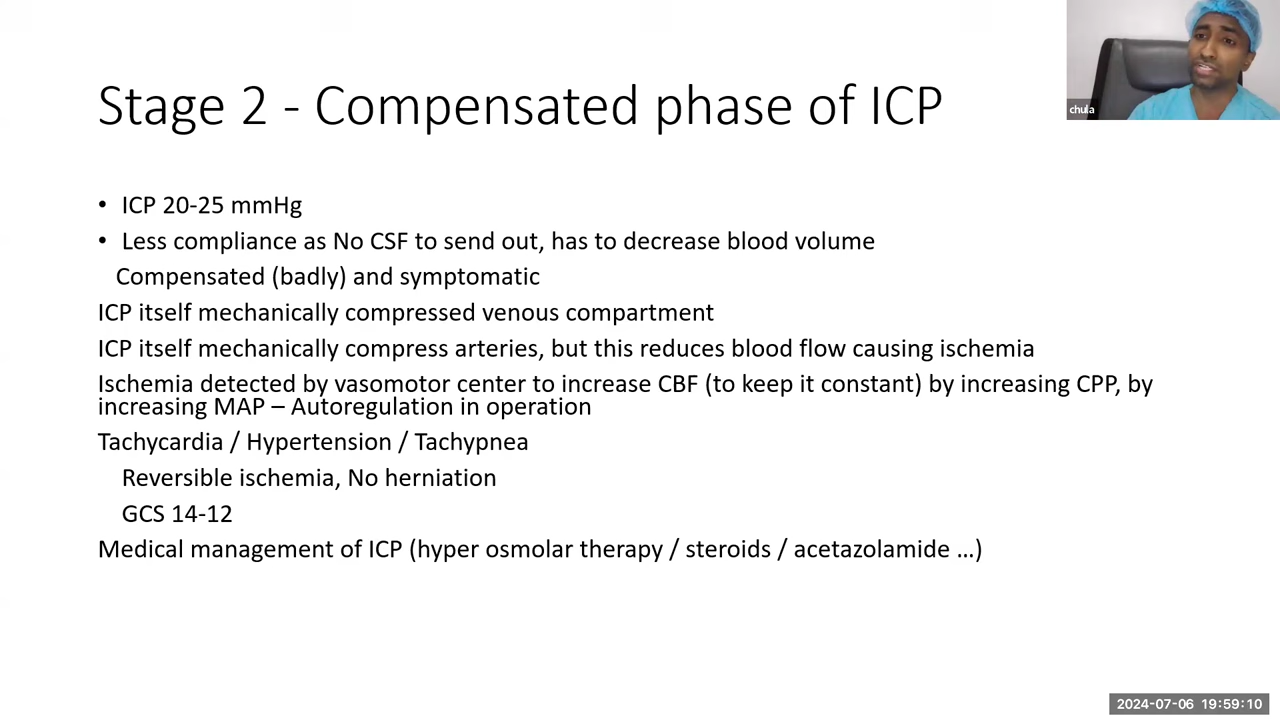 Stage 2 - Compensated phase of ICP
chula
• ICP 20-25 mmHg
• Less compliance as No CSF to send out, has to decrease blood volume
Compensated (badly) and symptomatic
ICP itself mechanically compressed venous compartment
ICP itself mechanically compress arteries, but this reduces blood flow causing ischemia
Ischemia detected by vasomotor center to increase CBF (to keep it constant) by increasing CPP, by
increasing MAP – Autoregulation in operation
Tachycardia / Hypertension / Tachypnea
Reversible ischemia, No herniation
GCS 14-12
Medical management of ICP (hyper osmolar therapy / steroids / acetazolamide ...)
2024-07-06 19:59:10